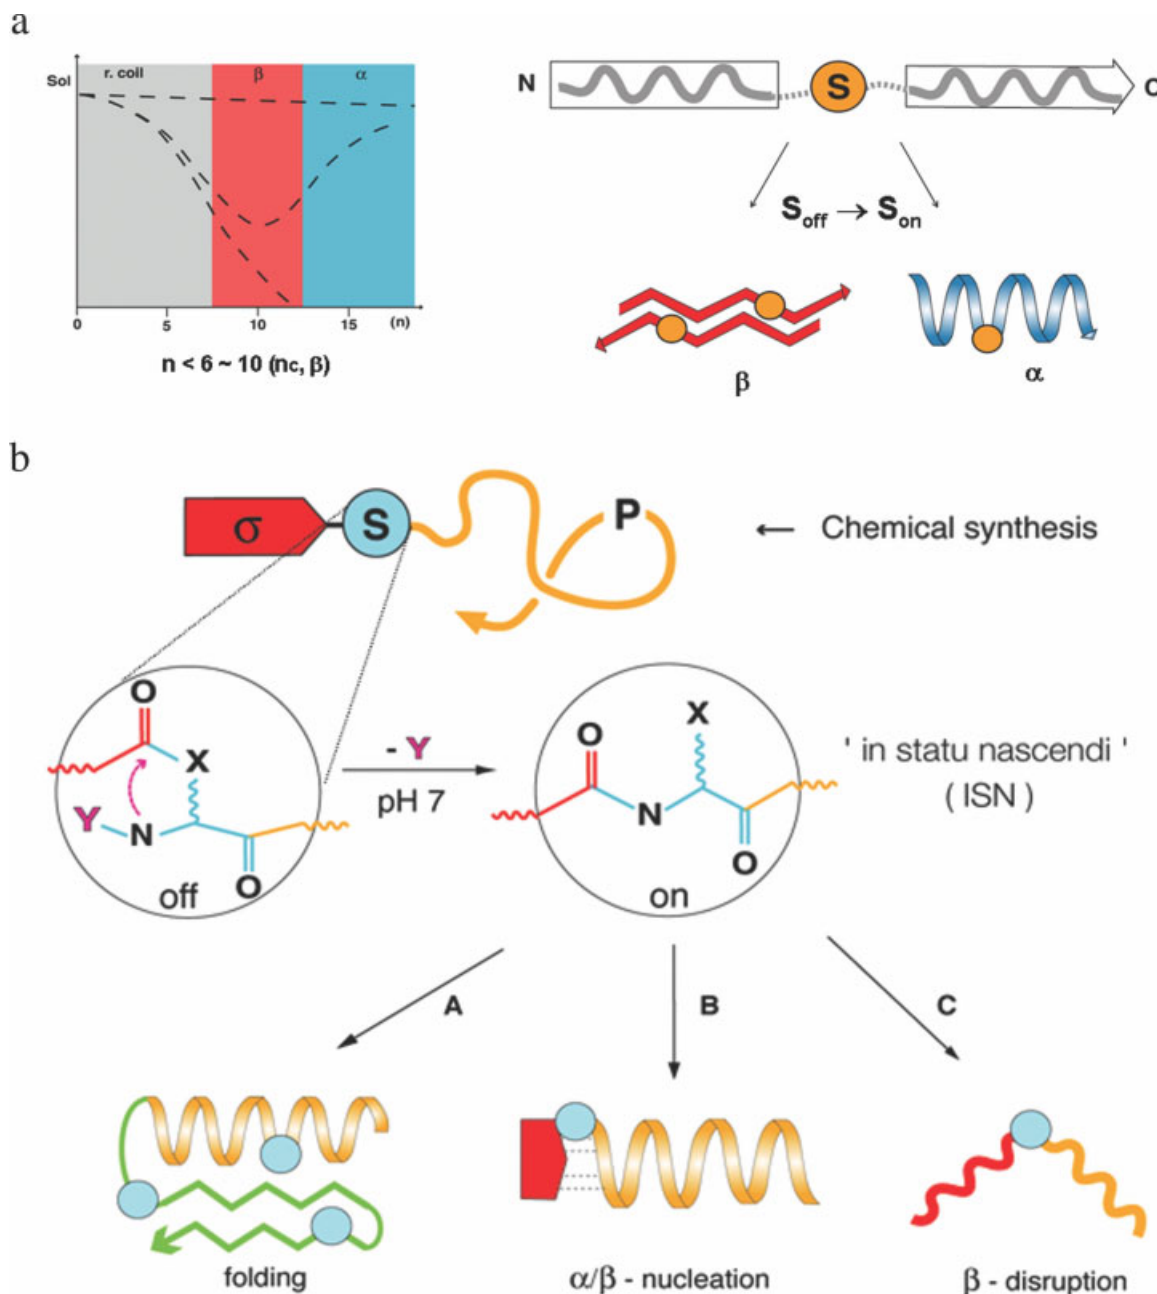 a
Sol
r. coil
β
α
0
5
10
15
(n)
n < 6 ~ 10 (nc, β)
N
S
C
Soff → Son
β
α
b
σ
S
P
← Chemical synthesis
O
X
Y
N
O
off
- Y
pH 7
O
X
N
O
on
' in statu nascendi '
( ISN )
A
B
C
folding
α/β - nucleation
β - disruption